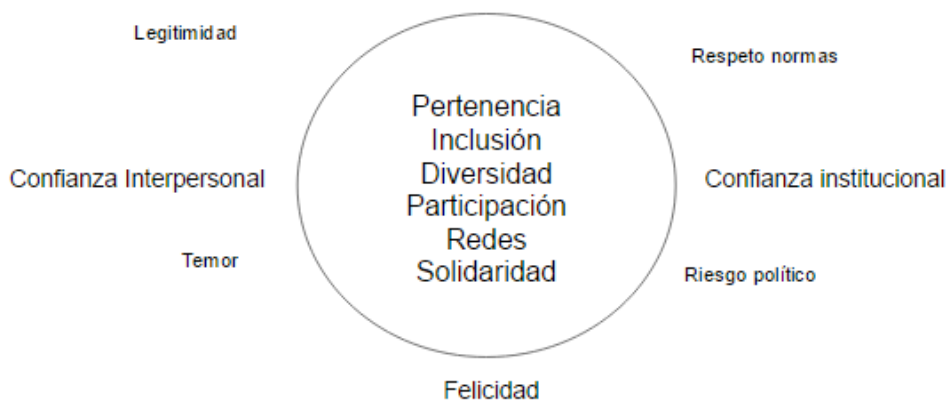 Legitimidad
Respeto normas
Pertenencia
Inclusión
Diversidad
Participación
Redes
Solidaridad
Confianza Interpersonal
Confianza institucional
Temor
Riesgo político
Felicidad